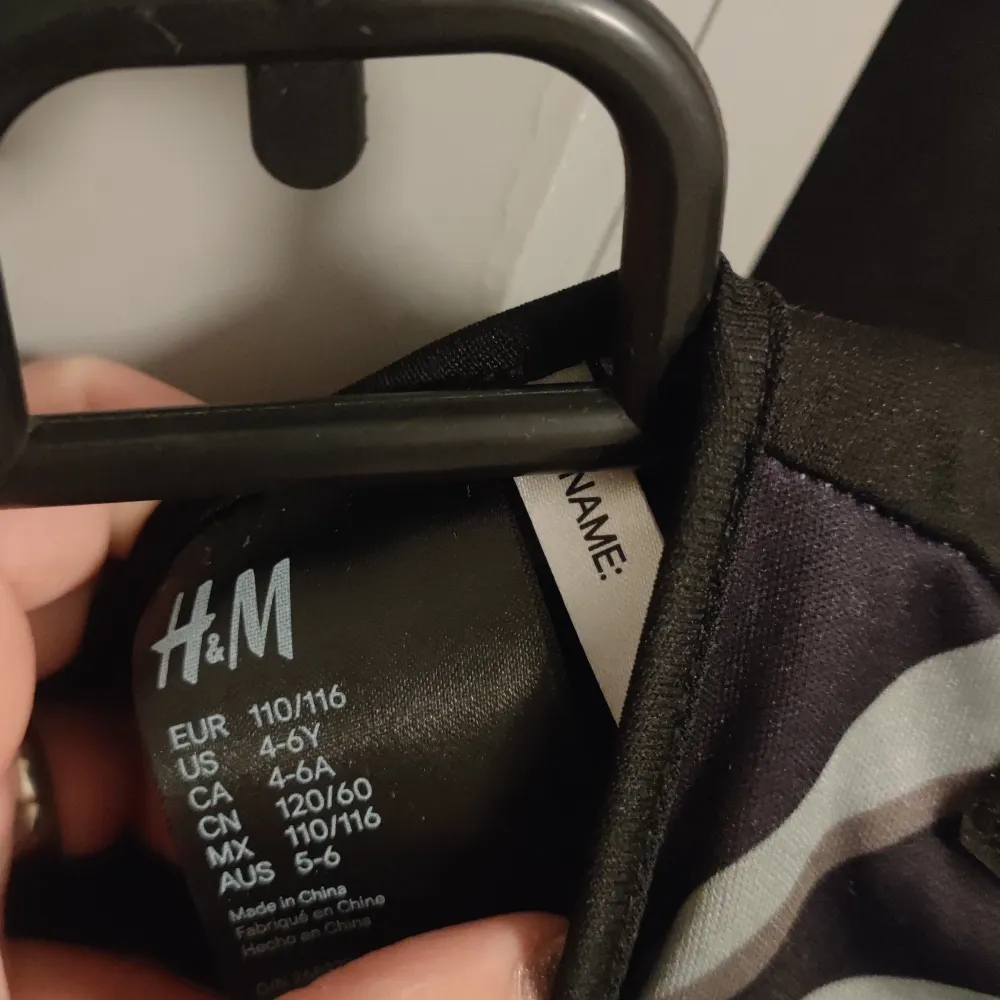 NAME:
H&M
EUR 110/116
US 4-6Y
CA 4-6A
CN 120/60
MX 110/116
AUS 5-6
Made in China
Fabriqué en Chine
Hecho en China